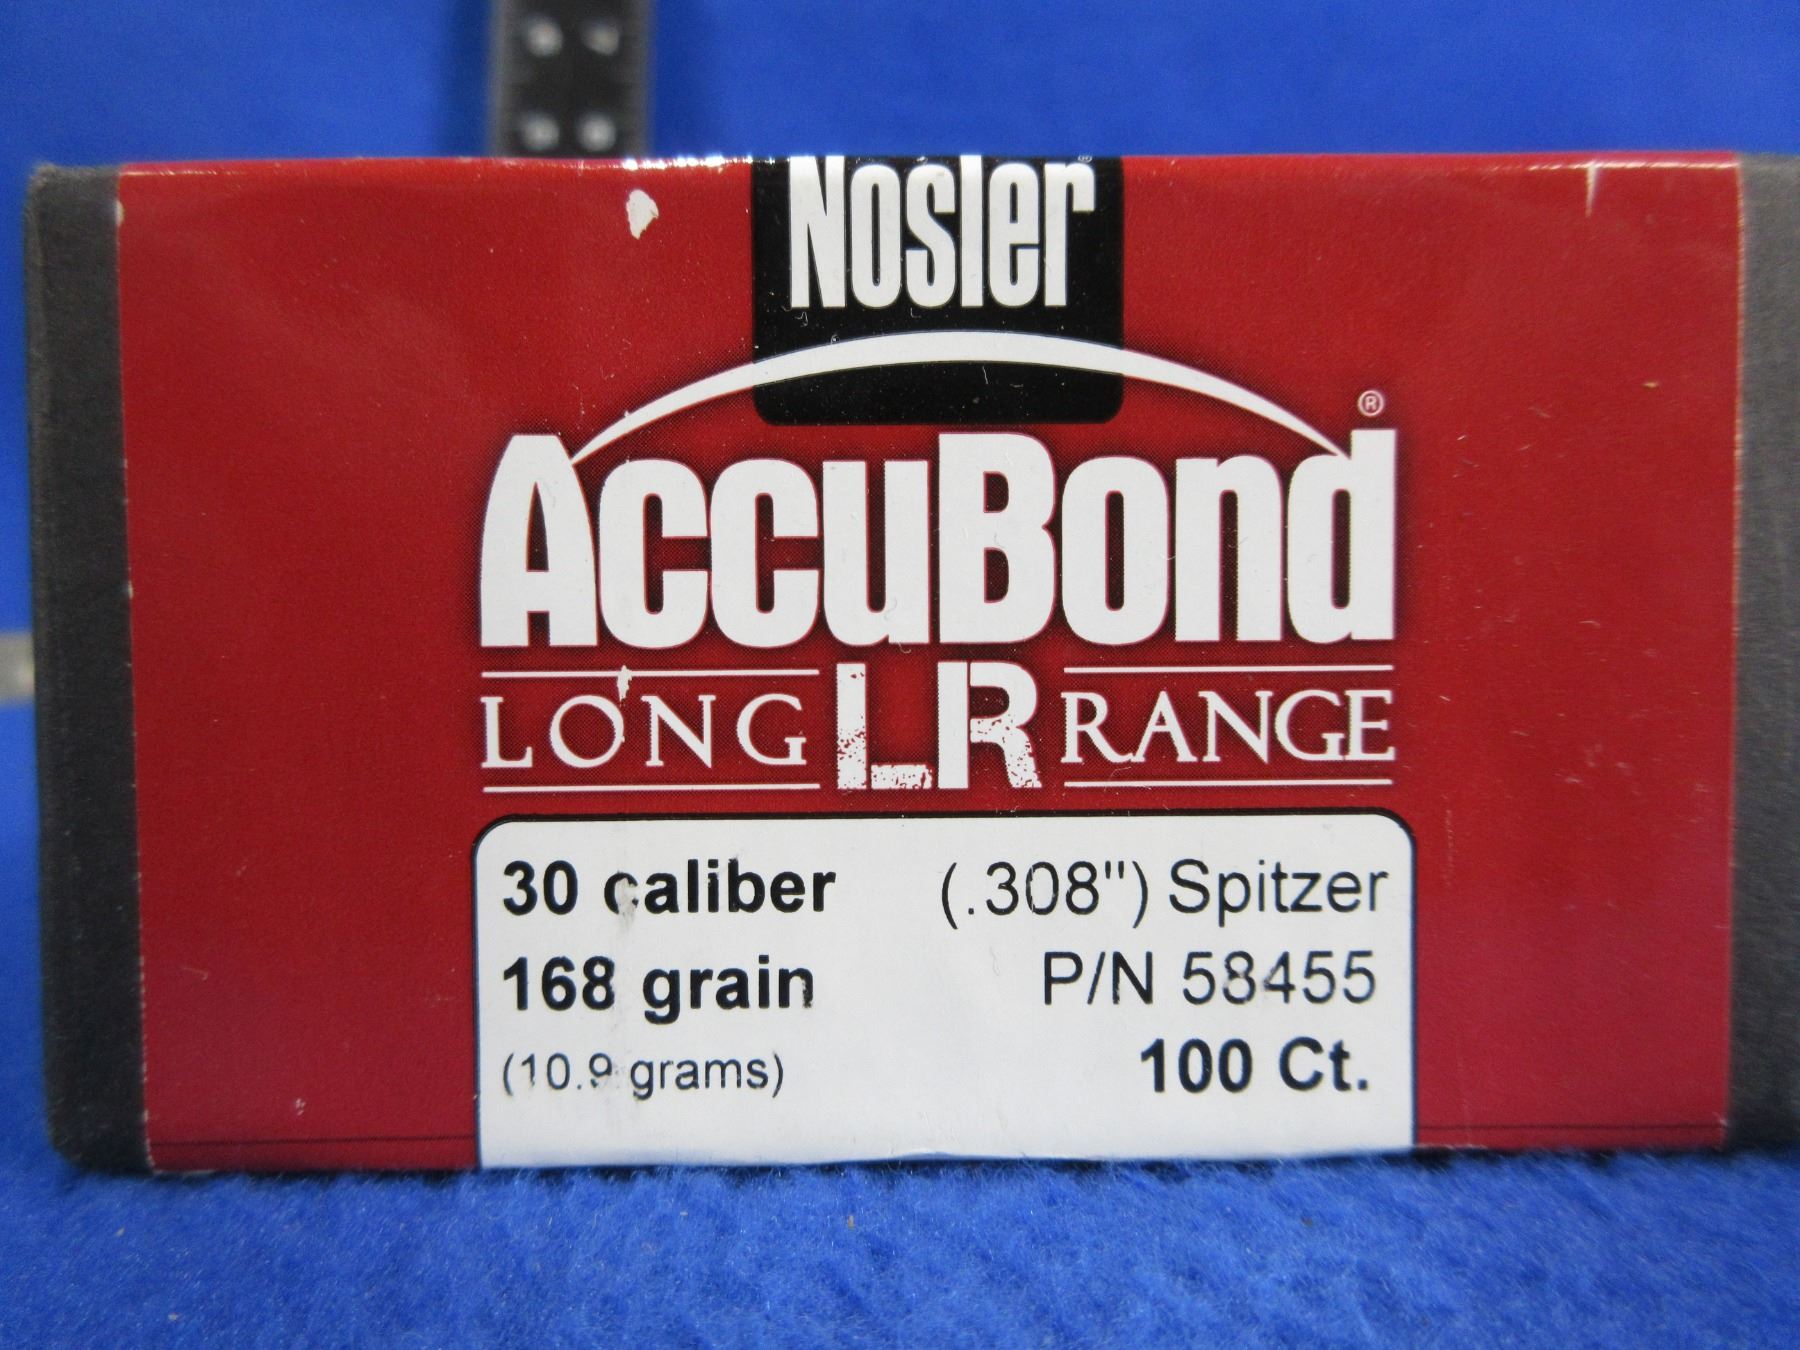 Nosler
AccuBond®
LONG LR RANGE
30 caliber (.308") Spitzer
168 grain P/N 58455
(10.9 grams) 100 Ct.